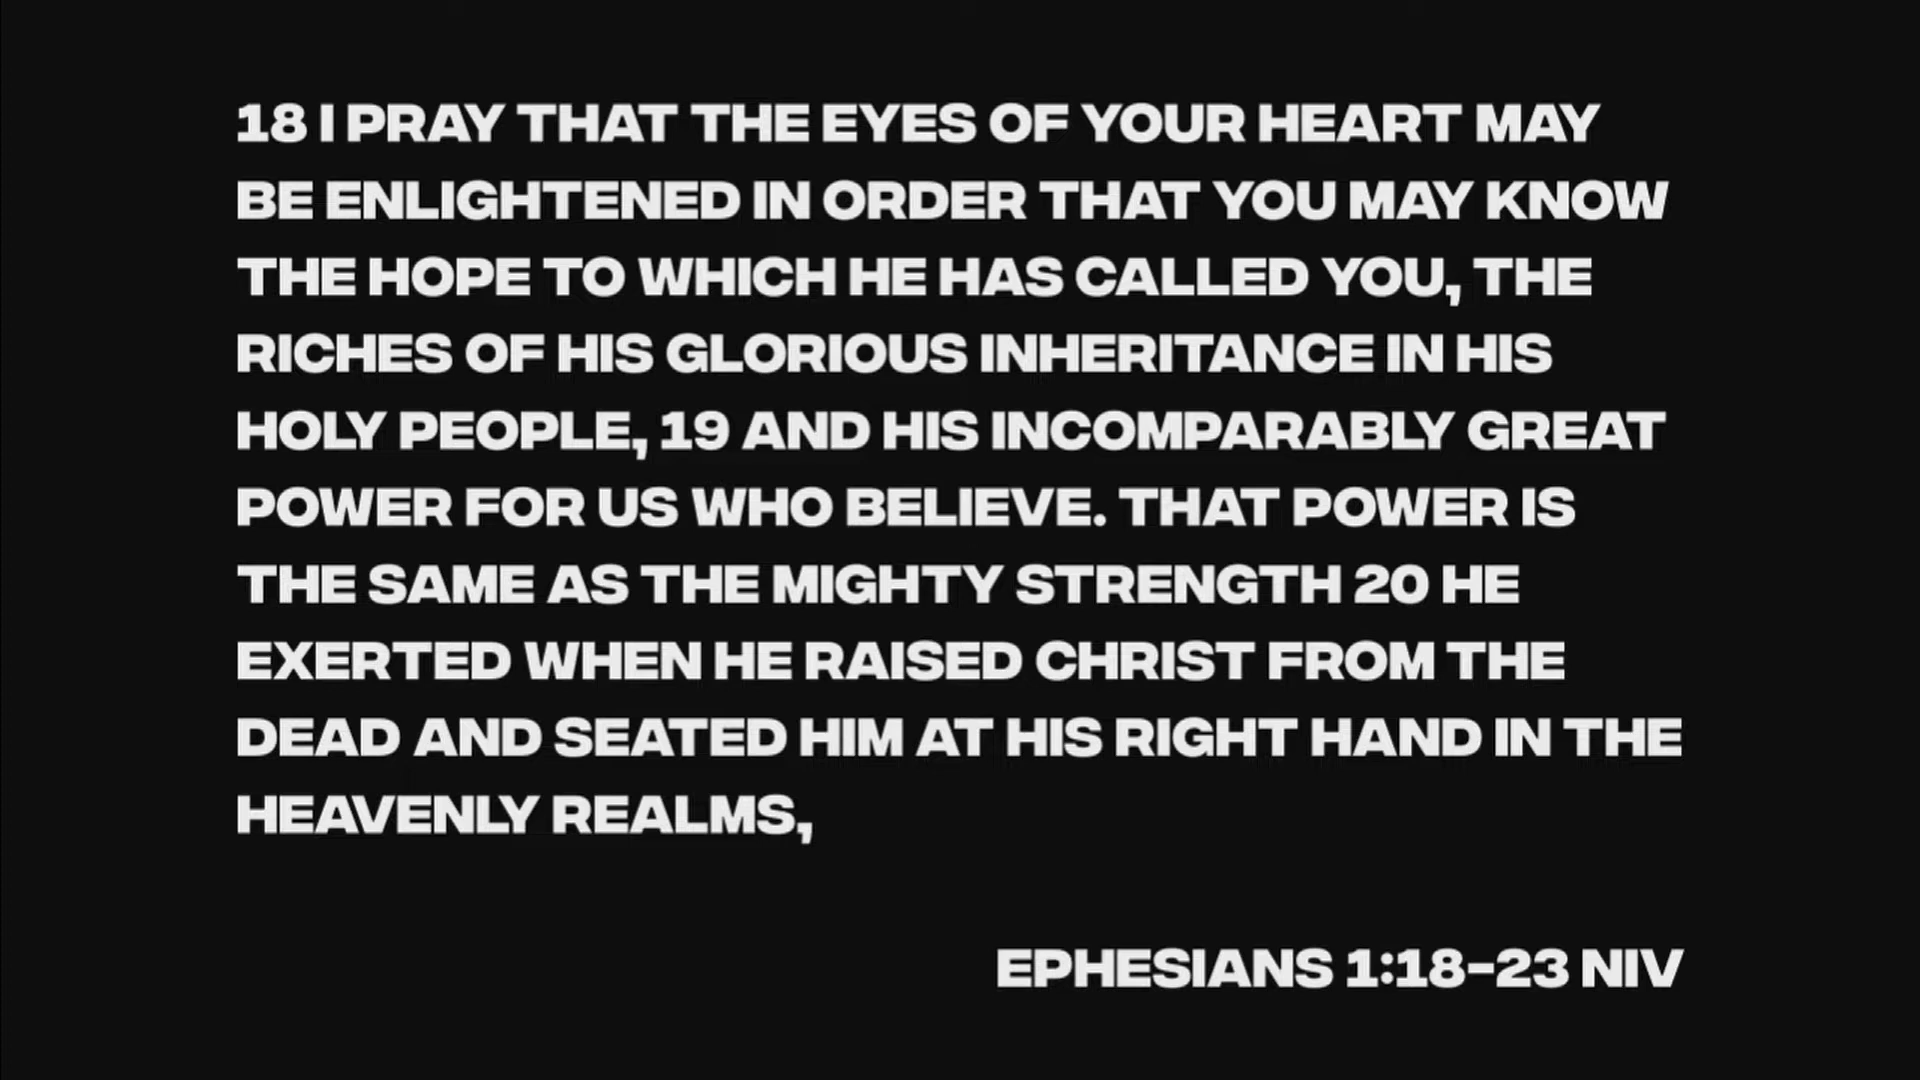 18 I PRAY THAT THE EYES OF YOUR HEART MAY
BE ENLIGHTENED IN ORDER THAT YOU MAY KNOW
THE HOPE TO WHICH HE HAS CALLED YOU, THE
RICHES OF HIS GLORIOUS INHERITANCE IN HIS
HOLY PEOPLE, 19 AND HIS INCOMPARABLY GREAT
POWER FOR US WHO BELIEVE. THAT POWER IS
THE SAME AS THE MIGHTY STRENGTH 20 HE
EXERTED WHEN HE RAISED CHRIST FROM THE
DEAD AND SEATED HIM AT HIS RIGHT HAND IN THE
HEAVENLY REALMS,
EPHESIANS 1:18-23 NIV